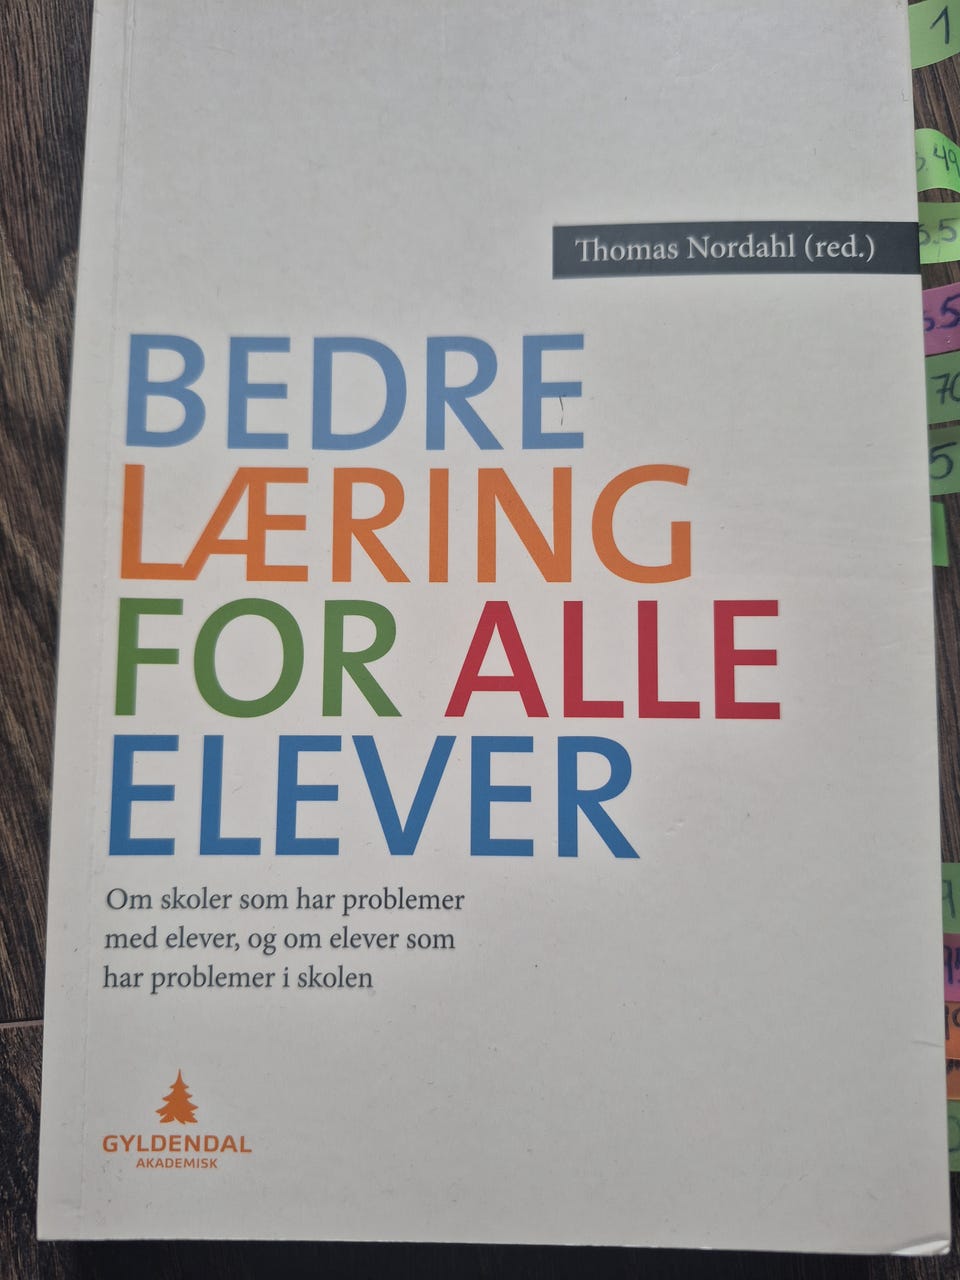 1
Thomas Nordahl (red.)
BEDRE
LÆRING
FOR ALLE
ELEVER
Om skoler som har problemer
med elever, og om elever som
har problemer i skolen
GYLDENDAL
AKADEMISK